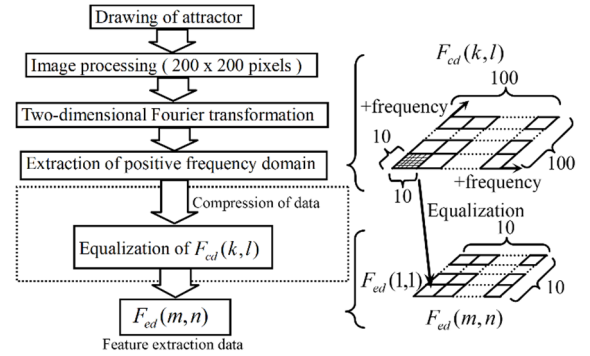 Drawing of attractor
Image processing ( 200 x 200 pixels )
Two-dimensional Fourier transformation
Extraction of positive frequency domain
Compression of data
Equalization of F_cd(k,l)
F_ed(m,n)
Feature extraction data
F_cd(k,l)
100
+frequency
10
100
10
+frequency
Equalization
10
F_ed(1,1)
10
F_ed(m,n)